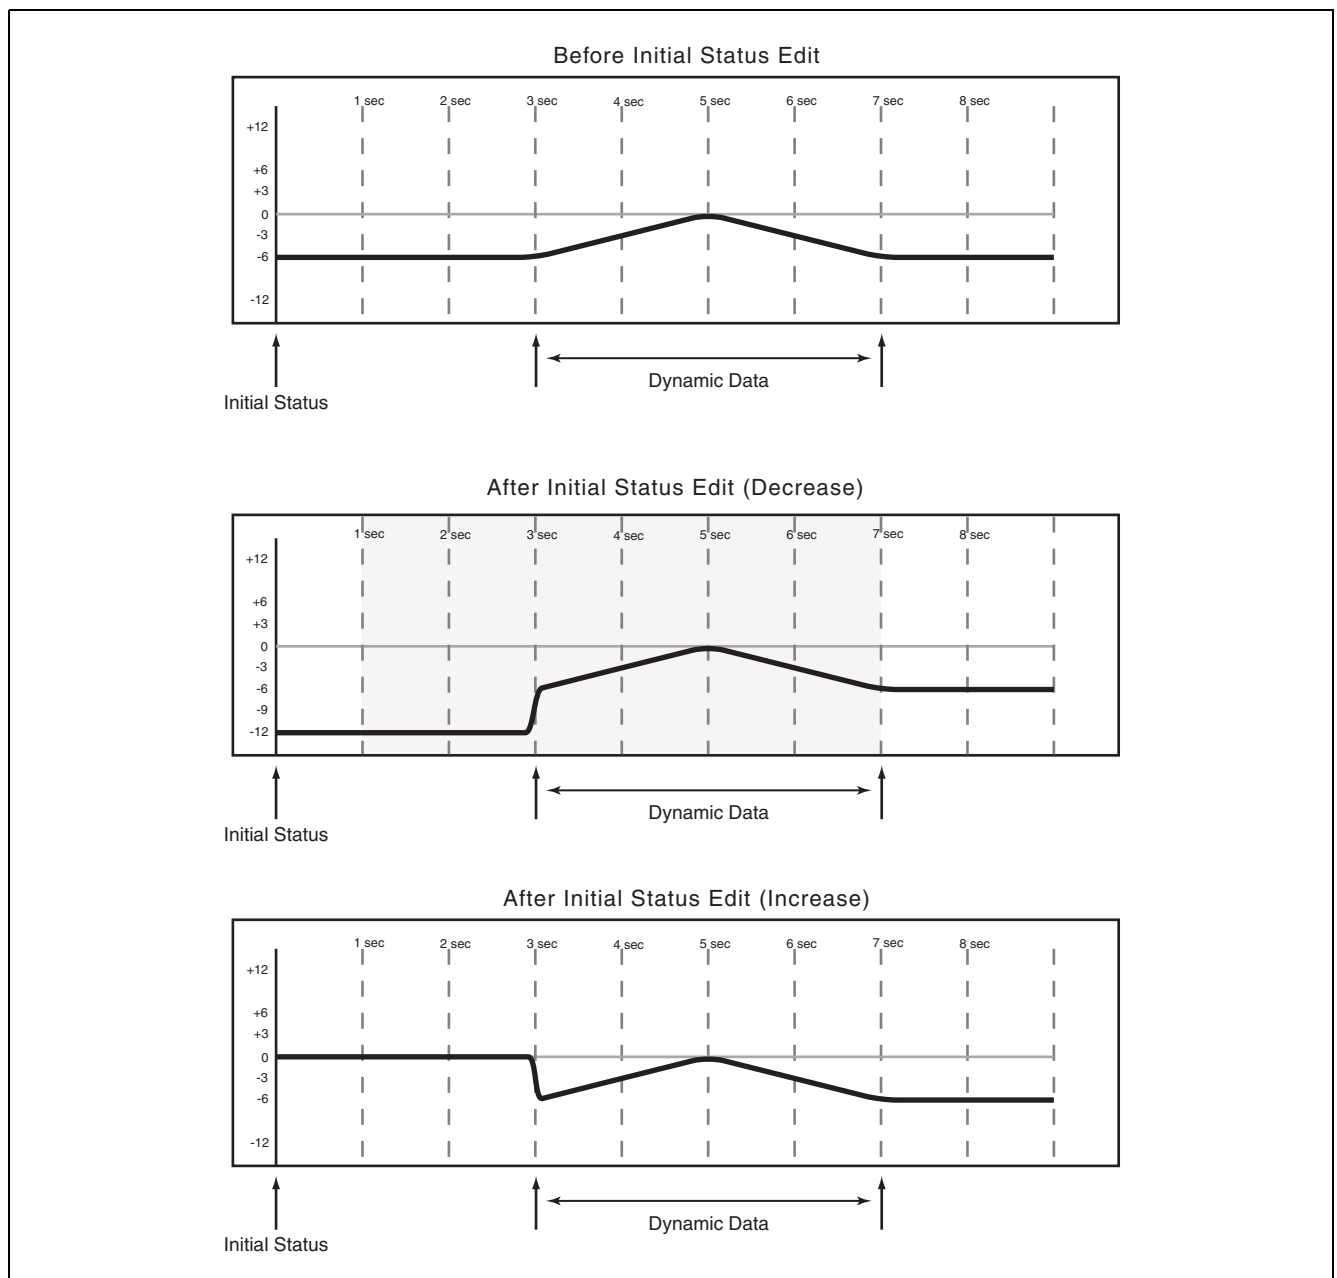 Before Initial Status Edit
1 sec 2 sec 3 sec 4 sec 5 sec 6 sec 7 sec 8 sec
+12
+6
+3
0
-3
-6
-12
Dynamic Data
Initial Status
After Initial Status Edit (Decrease)
1 sec 2 sec 3 sec 4 sec 5 sec 6 sec 7 sec 8 sec
+12
+6
+3
0
-3
-6
-9
-12
Dynamic Data
Initial Status
After Initial Status Edit (Increase)
1 sec 2 sec 3 sec 4 sec 5 sec 6 sec 7 sec 8 sec
+12
+6
+3
0
-3
-6
-12
Dynamic Data
Initial Status